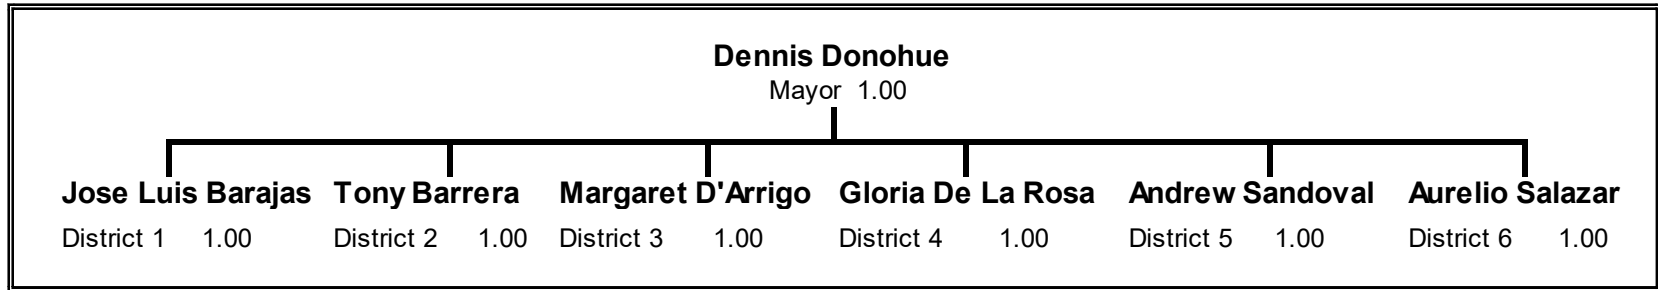 Dennis Donohue
Mayor 1.00
Jose Luis Barajas Tony Barrera Margaret D'Arrigo Gloria De La Rosa Andrew Sandoval Aurelio Salazar
District 1 1.00 District 2 1.00 District 3 1.00 District 4 1.00 District 5 1.00 District 6 1.00